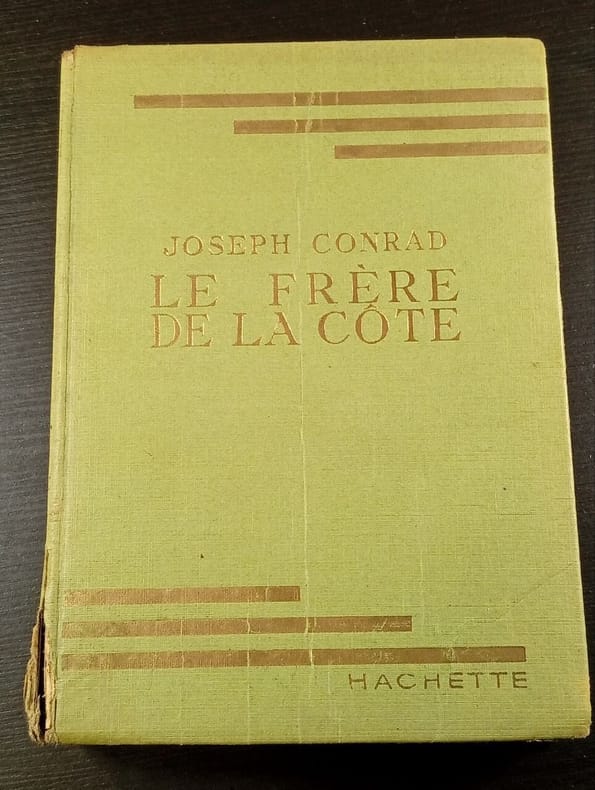 JOSEPH CONRAD
LE FRÈRE
DE LA CÔTE
HACHETTE